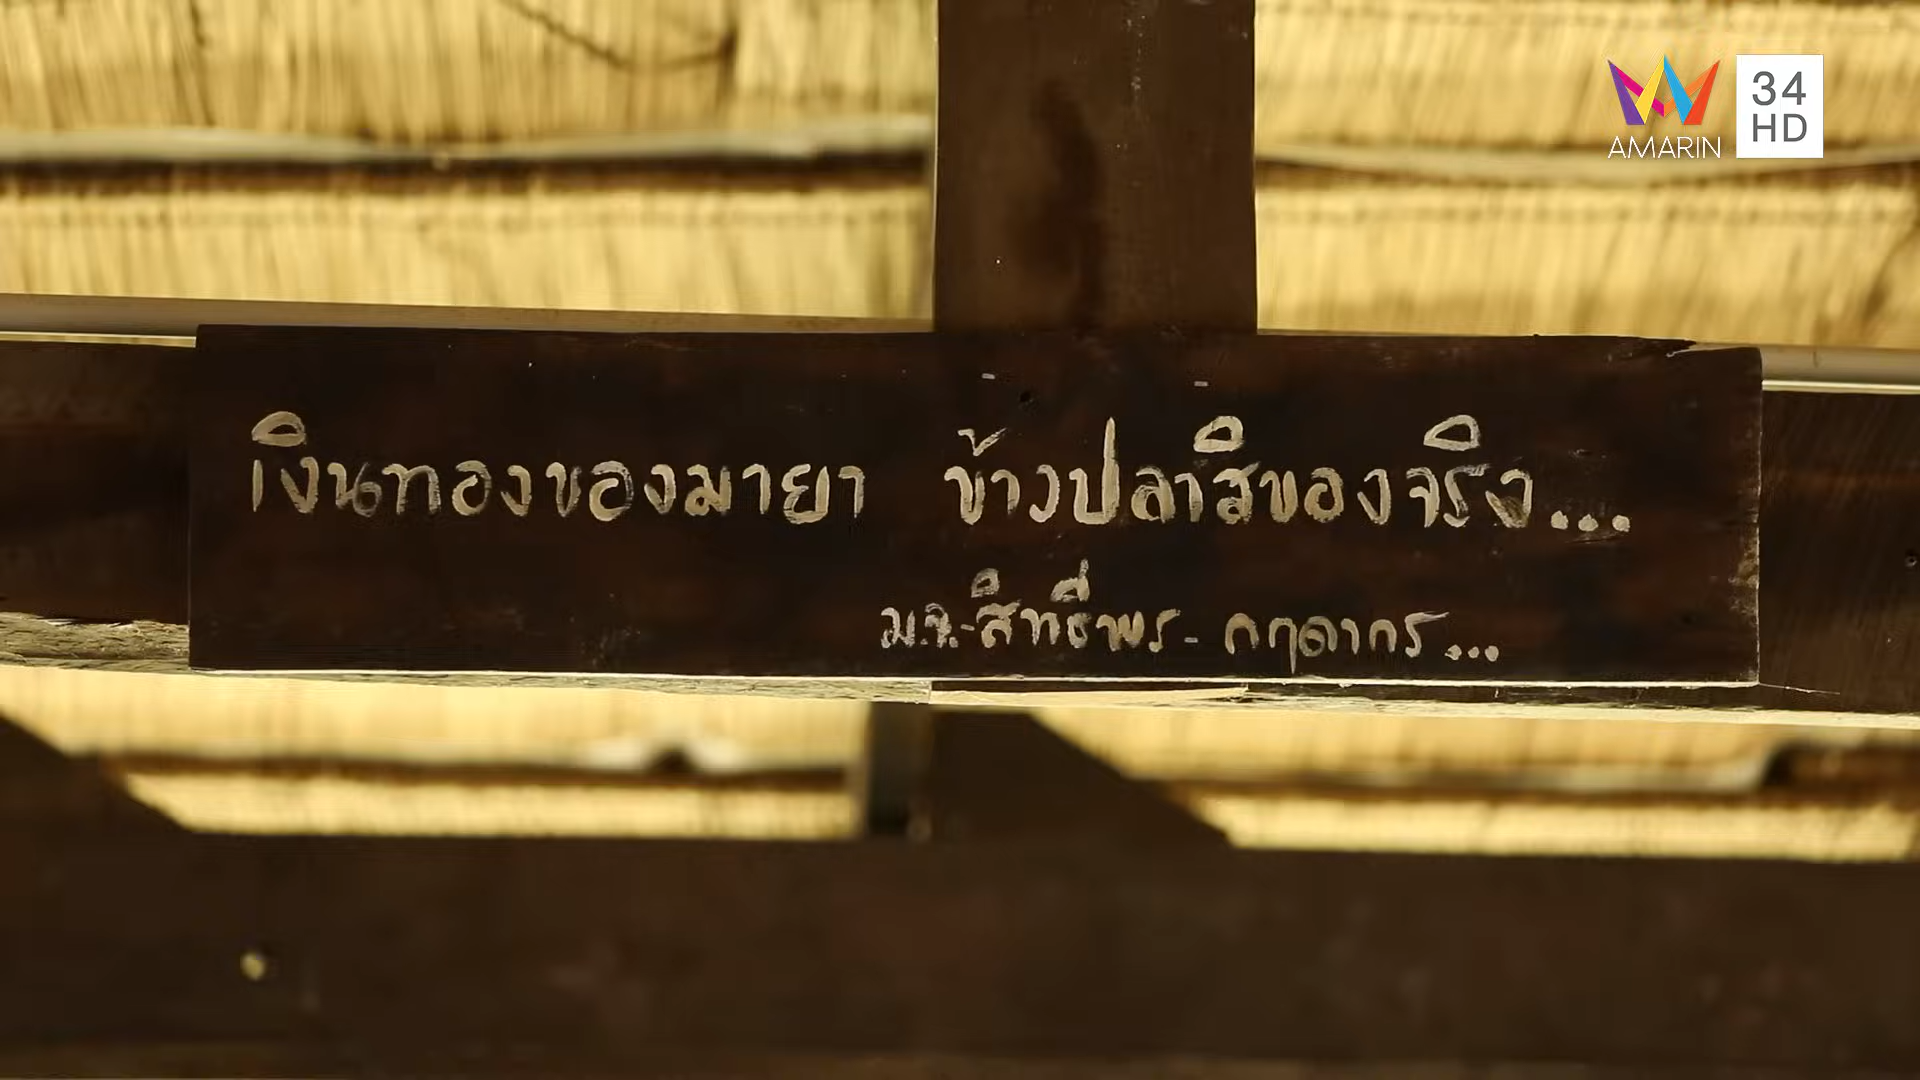 AMARIN
34
HD
เงินทองของมายา ข้าวปลาสิของจริง...
ม.จ.-สิทธิพร- กฤดากร...